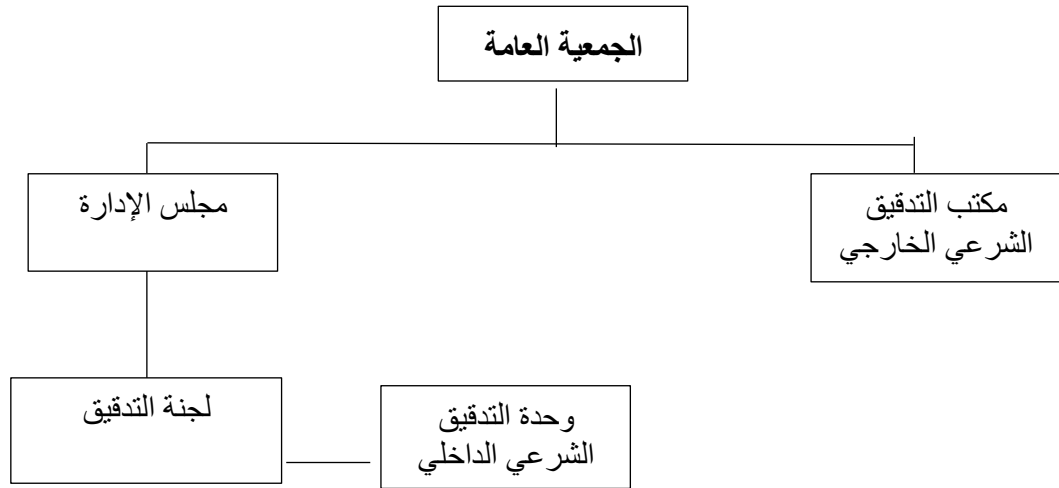 الجمعية العامة
مكتب التدقيق
الشرعي الخارجي
مجلس الإدارة
لجنة التدقيق
وحدة التدقيق
الشرعي الداخلي